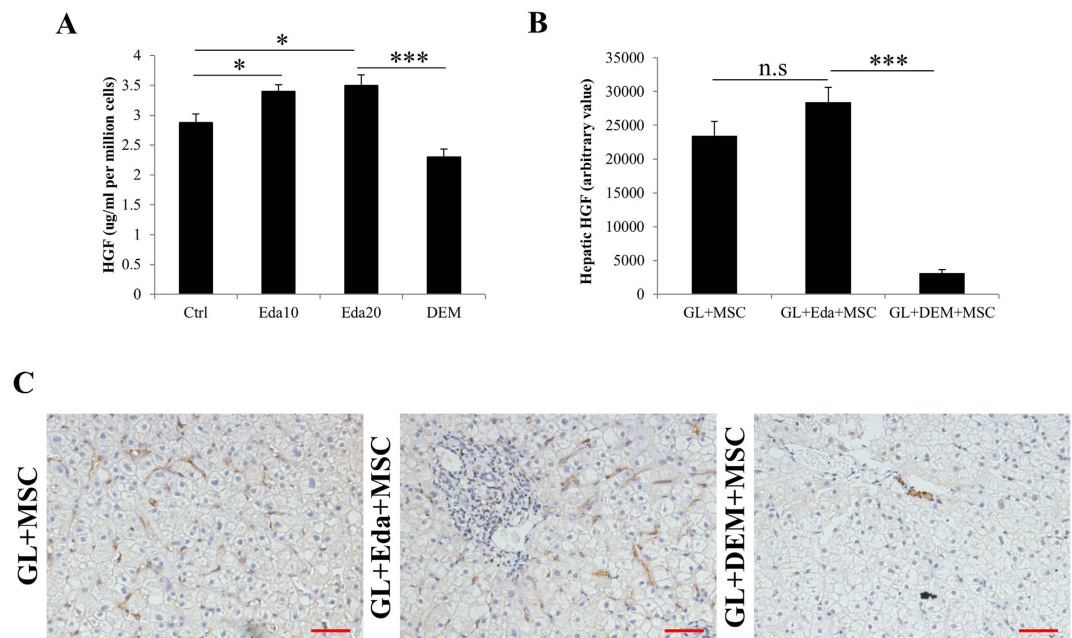 A
*
*
***
HGF (ug/ml per million cells)
4
3.5
3
2.5
2
1.5
1
0.5
0
Ctrl
Eda10
Eda20
DEM
B
n.s
***
Hepatic HGF (arbitrary value)
35000
30000
25000
20000
15000
10000
5000
0
GL+MSC
GL+Eda+MSC
GL+DEM+MSC
C
GL+MSC
GL+Eda+MSC
GL+DEM+MSC